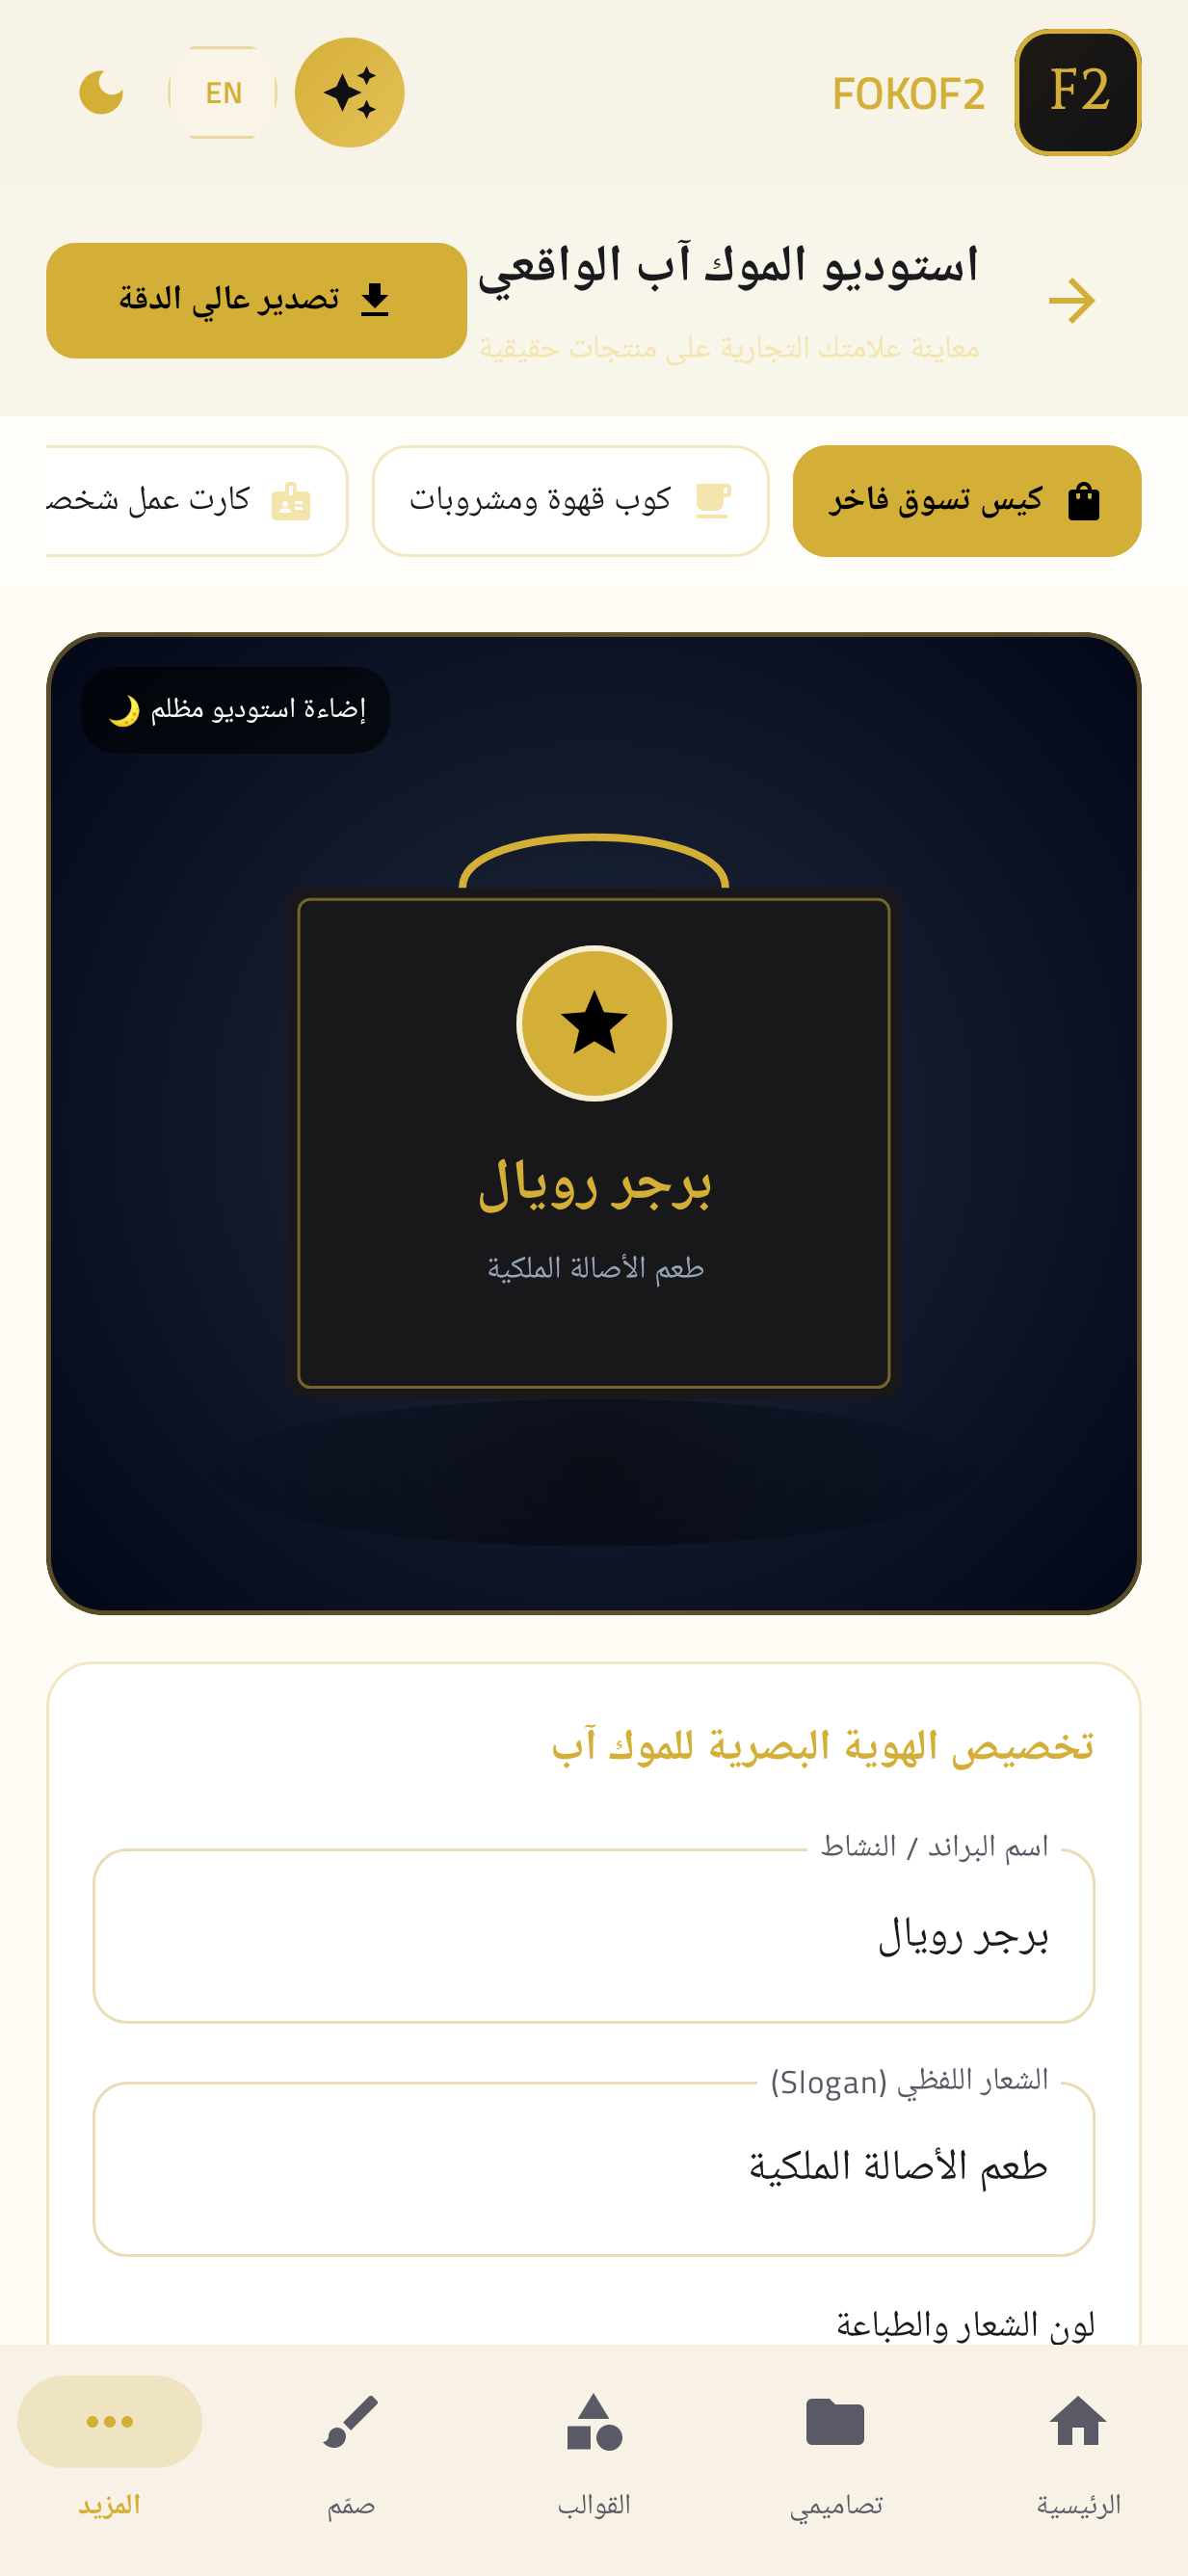 F2
FOKOF2
EN
استوديو الموك آب الواقعي
معاينة علامتك التجارية على منتجات حقيقية
تصدير عالي الدقة
كيس تسوق فاخر
كوب قهوة ومشروبات
كارت عمل شخص
إضاءة استوديو مظلم 🌙
برجر رويال
طعم الأصالة الملكية
تخصيص الهوية البصرية للموك آب
اسم البراند / النشاط
برجر رويال
الشعار اللفظي (Slogan)
طعم الأصالة الملكية
لون الشعار والطباعة
الرئيسية
تصاميمي
القوالب
صمّم
المزيد